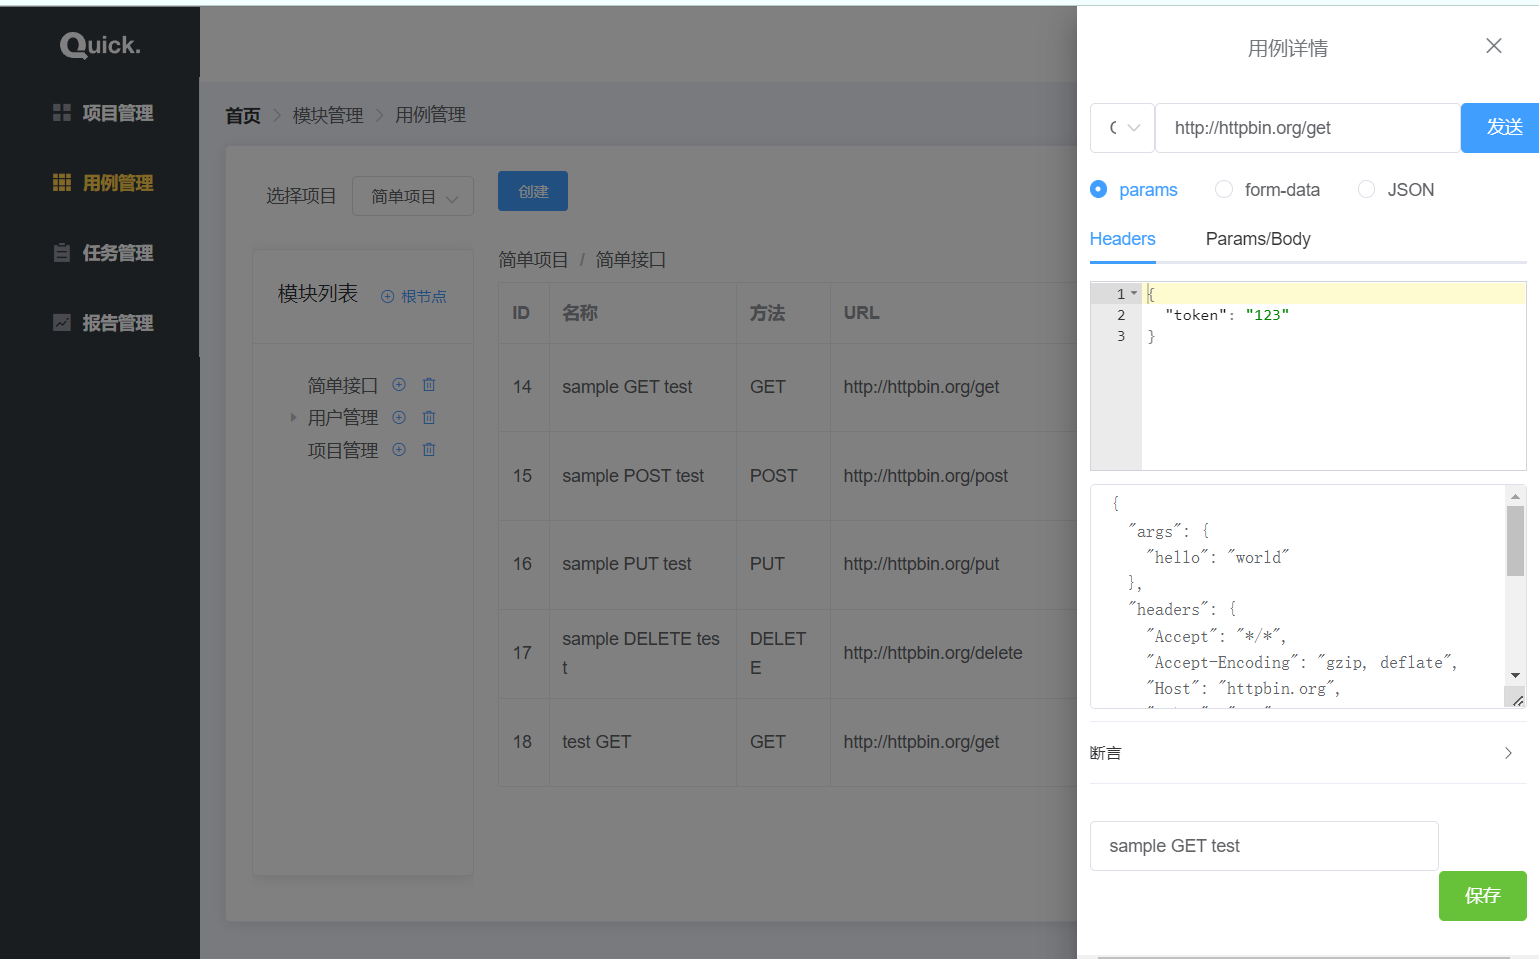 Quick.
项目管理
用例管理
任务管理
报告管理
首页 > 模块管理 > 用例管理
选择项目 简单项目 创建
模块列表 根节点
简单接口
用户管理
项目管理
简单项目 / 简单接口
ID 名称 方法 URL
14 sample GET test GET http://httpbin.org/get
15 sample POST test POST http://httpbin.org/post
16 sample PUT test PUT http://httpbin.org/put
17 sample DELETE tes DELET http://httpbin.org/delete
t E
18 test GET GET http://httpbin.org/get
用例详情
http://httpbin.org/get 发送
params form-data JSON
Headers Params/Body
1 {
2 "token": "123"
3 }
{
"args": {
"hello": "world"
},
"headers": {
"Accept": "*/*",
"Accept-Encoding": "gzip, deflate",
"Host": "httpbin.org",
断言
sample GET test
保存